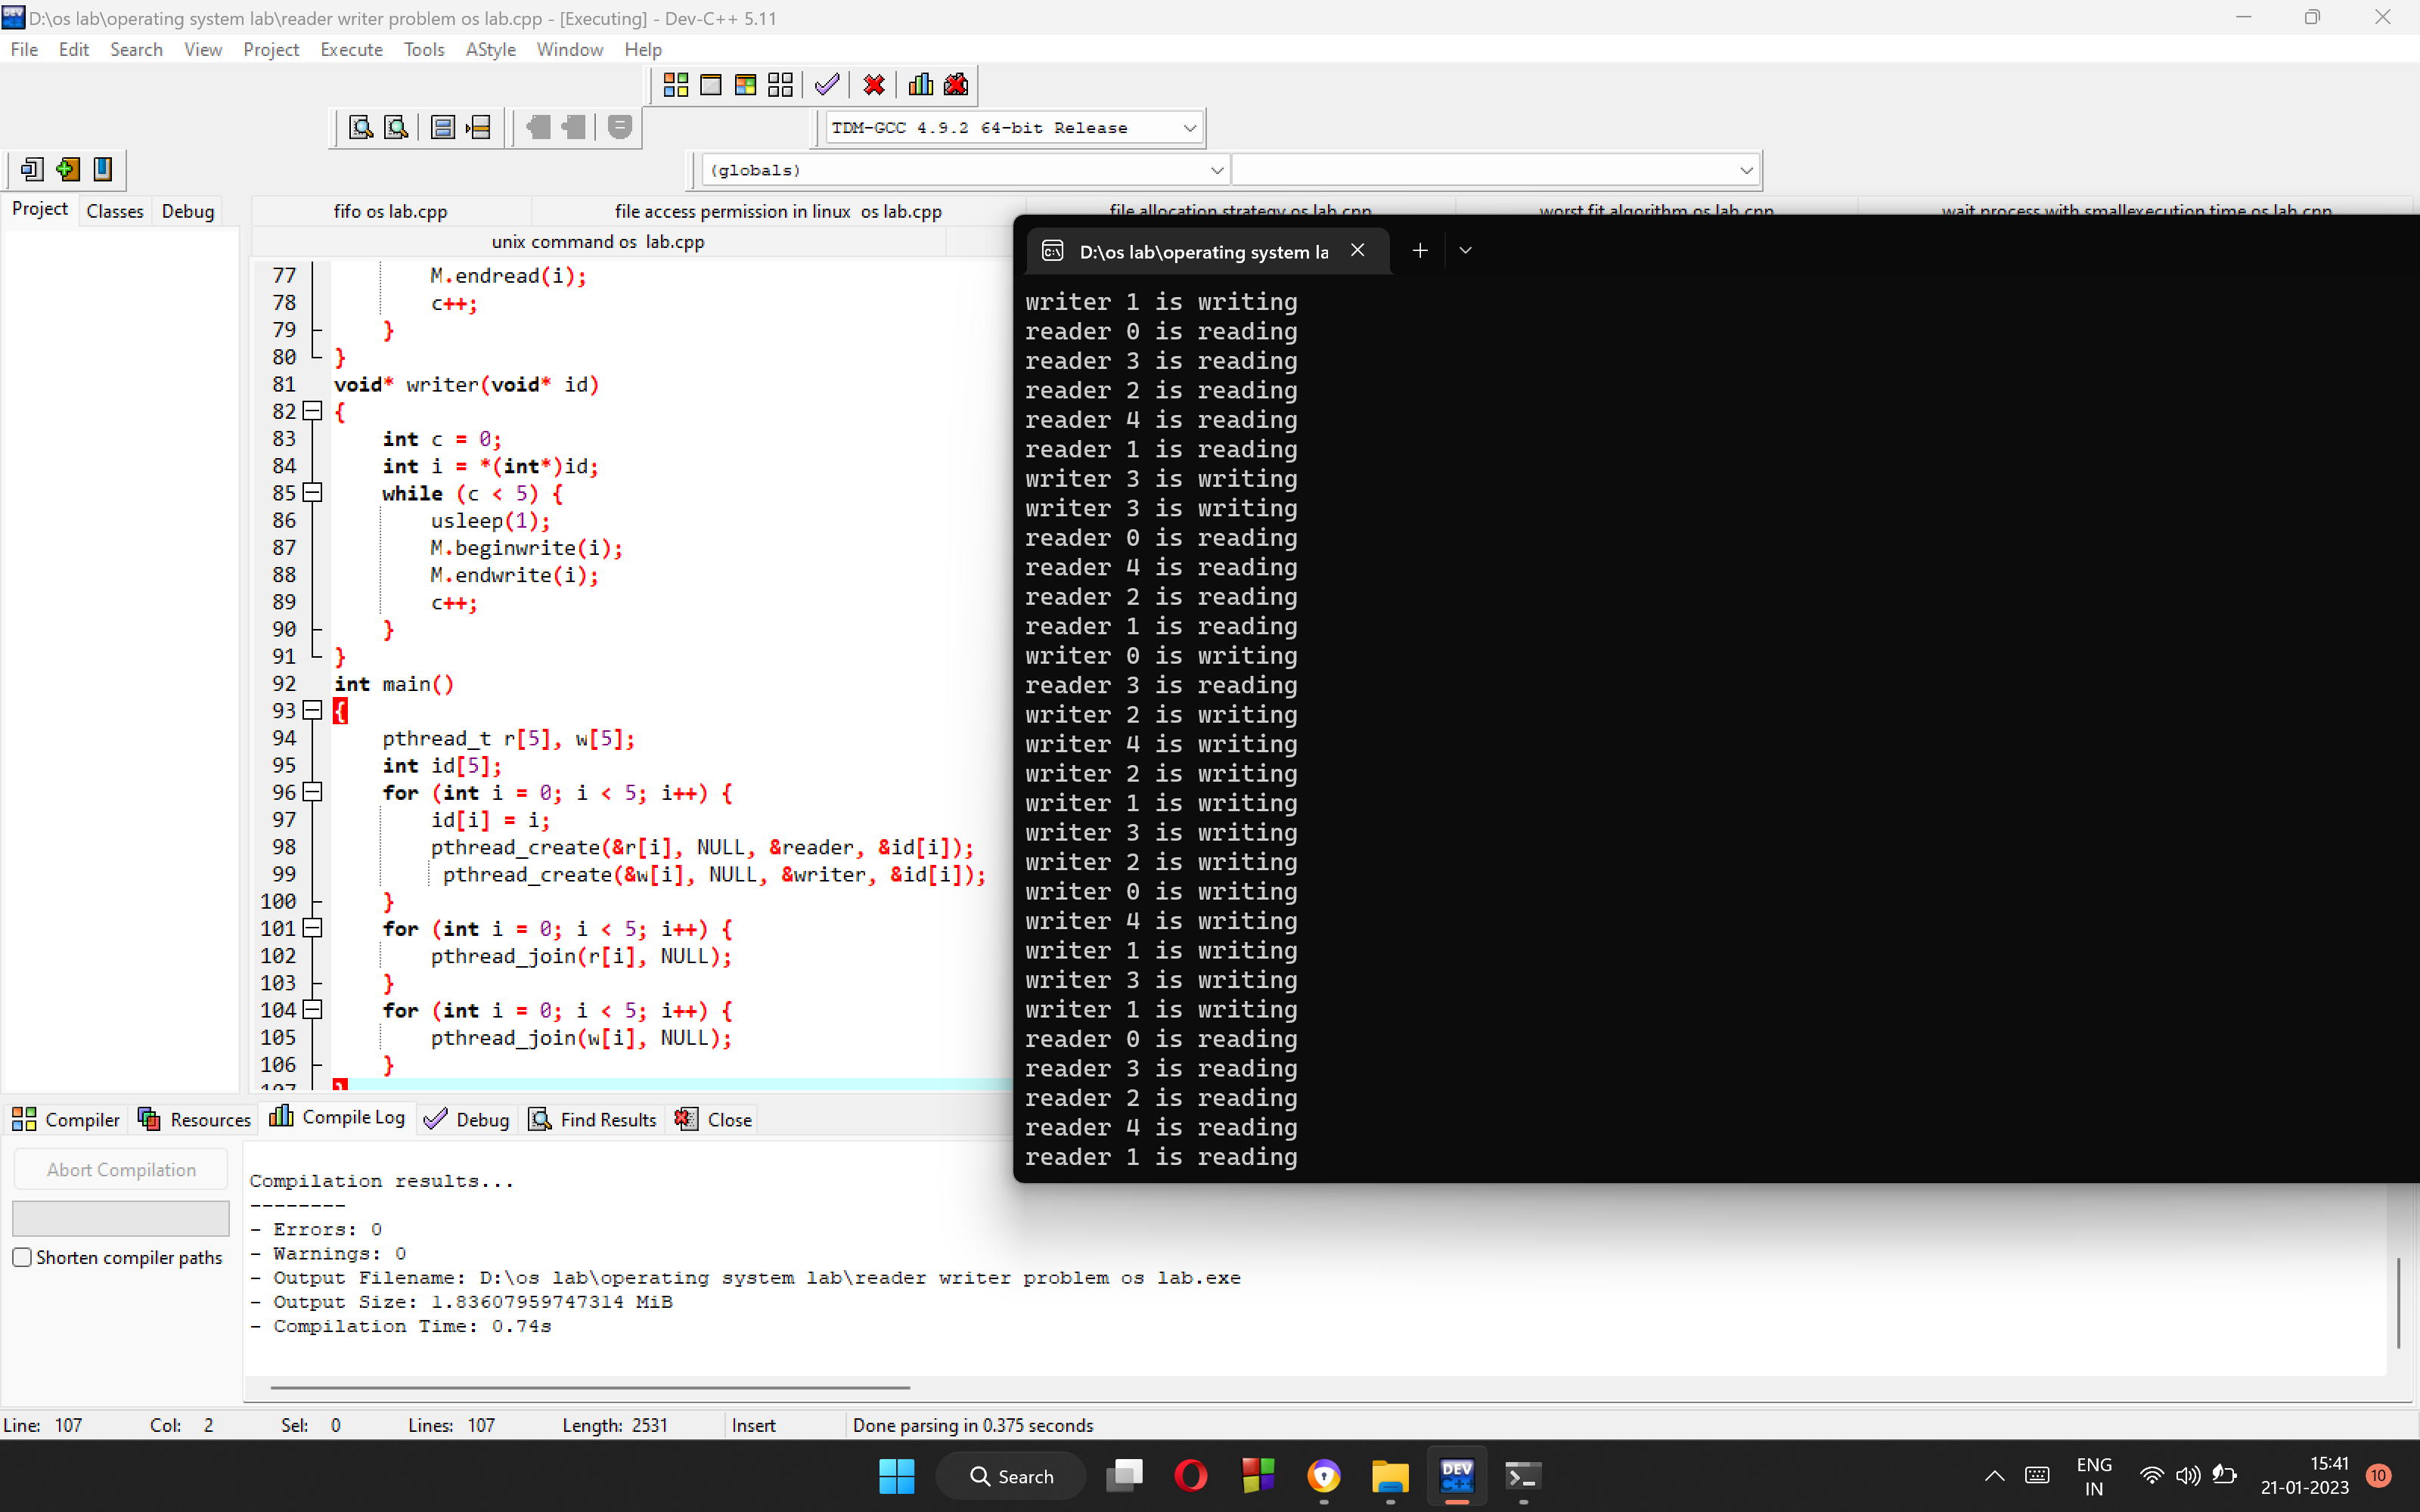 D:\os lab\operating system lab\reader writer problem os lab.cpp - [Executing] - Dev-C++ 5.11
File Edit Search View Project Execute Tools AStyle Window Help
TDM-GCC 4.9.2 64-bit Release
(globals)
Project Classes Debug
fifo os lab.cpp file access permission in linux os lab.cpp file allocation strategy os lab.cpp worst fit algorithm os lab.cpp wait process with smallexecution time os lab.cpp
unix command os lab.cpp
77 M.endread(i);
78 c++;
79 }
80 }
81 void* writer(void* id)
82 {
83 int c = 0;
84 int i = *(int*)id;
85 while (c < 5) {
86 usleep(1);
87 M.beginwrite(i);
88 M.endwrite(i);
89 c++;
90 }
91 }
92 int main()
93 {
94 pthread_t r[5], w[5];
95 int id[5];
96 for (int i = 0; i < 5; i++) {
97 id[i] = i;
98 pthread_create(&r[i], NULL, &reader, &id[i]);
99 pthread_create(&w[i], NULL, &writer, &id[i]);
100 }
101 for (int i = 0; i < 5; i++) {
102 pthread_join(r[i], NULL);
103 }
104 for (int i = 0; i < 5; i++) {
105 pthread_join(w[i], NULL);
106 }
107 }
D:\os lab\operating system la
writer 1 is writing
reader 0 is reading
reader 3 is reading
reader 2 is reading
reader 4 is reading
reader 1 is reading
writer 3 is writing
writer 3 is writing
reader 0 is reading
reader 4 is reading
reader 2 is reading
reader 1 is reading
writer 0 is writing
reader 3 is reading
writer 2 is writing
writer 4 is writing
writer 2 is writing
writer 1 is writing
writer 3 is writing
writer 2 is writing
writer 0 is writing
writer 4 is writing
writer 1 is writing
writer 3 is writing
writer 1 is writing
reader 0 is reading
reader 3 is reading
reader 2 is reading
reader 4 is reading
reader 1 is reading
Compiler Resources Compile Log Debug Find Results Close
Abort Compilation
Shorten compiler paths
Compilation results...
--------
- Errors: 0
- Warnings: 0
- Output Filename: D:\os lab\operating system lab\reader writer problem os lab.exe
- Output Size: 1.83607959747314 MiB
- Compilation Time: 0.74s
Line: 107 Col: 2 Sel: 0 Lines: 107 Length: 2531 Insert Done parsing in 0.375 seconds
Search
DEV C++
ENG
IN
15:41
21-01-2023
10